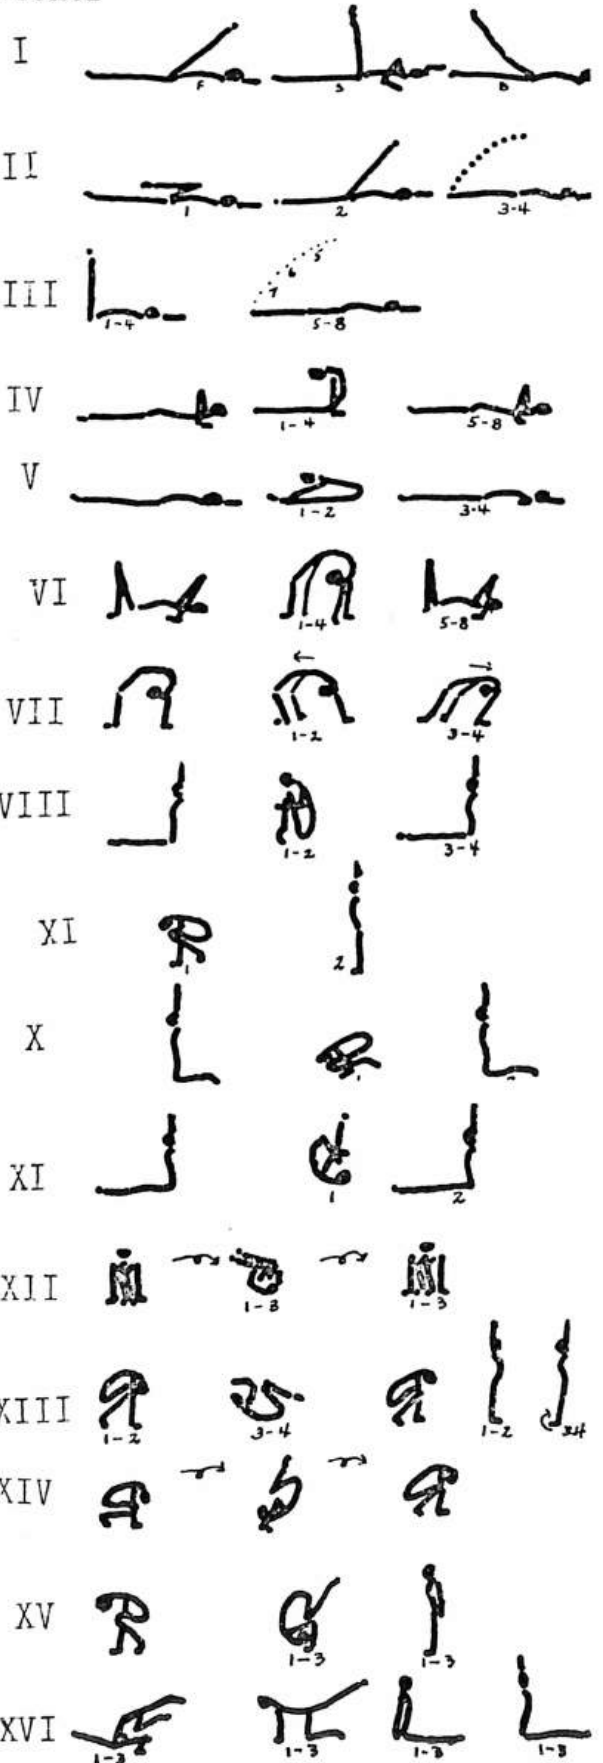 I
F S B
II
1 2 3-4
III
1-4 7 6 5 5-8
IV
1-4 5-8
V
1-2 3-4
VI
1-4 5-8
VII
1-2 3-4
VIII
1-2 3-4
XI
1 2
X
XI
1 2
XII
1-3 1-3
XIII
1-2 3-4 1-2 34
XIV
XV
1-3 1-3
XVI
1-3 1-3 1-3 1-3